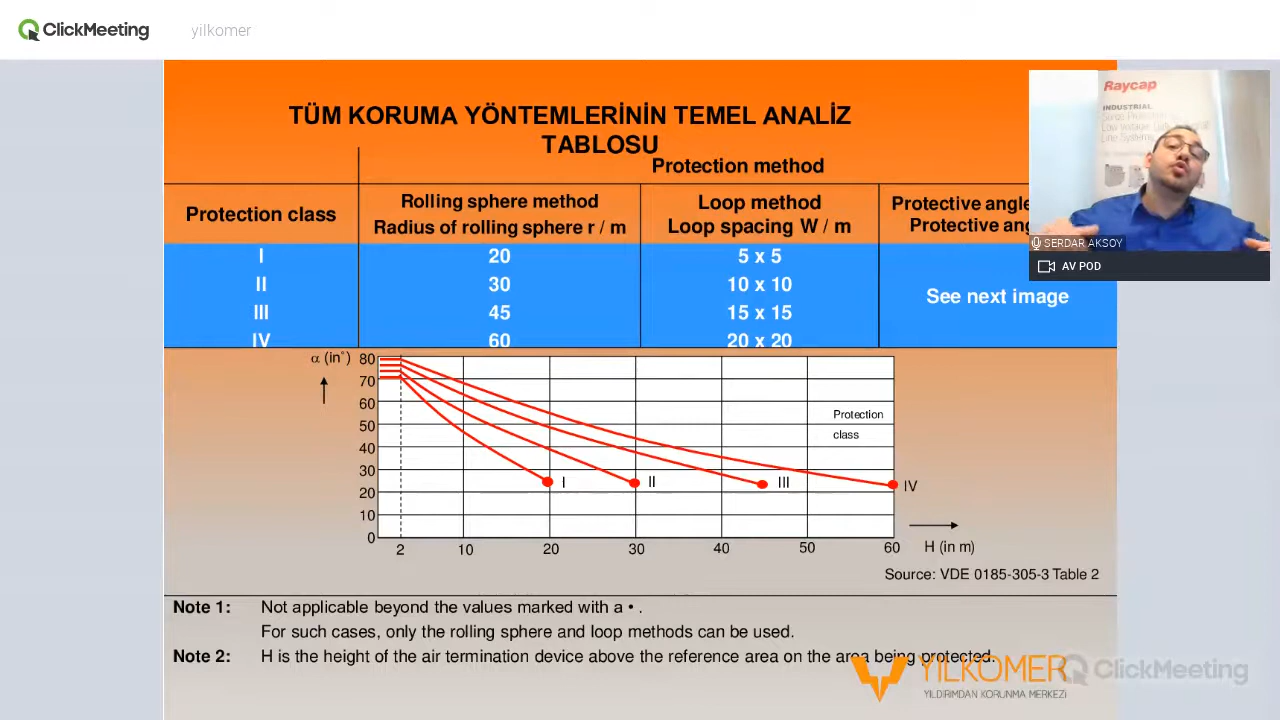 ClickMeeting
yilkomer
TÜM KORUMA YÖNTEMLERİNİN TEMEL ANALİZ
TABLOSU
Protection method
Protection class
Rolling sphere method
Radius of rolling sphere r / m
Loop method
Loop spacing W / m
Protective angle
Protective
I 20 5 x 5
II 30 10 x 10
III 45 15 x 15
IV 60 20 x 20
See next image
Raycap
INDUSTRIAL
SERDAR AKSOY
AV POD
α (in°)
80
70
60
50
40
30
20
10
0
2 10 20 30 40 50 60 H (in m)
Protection
class
I
II
III
IV
Source: VDE 0185-305-3 Table 2
Note 1: Not applicable beyond the values marked with a • .
For such cases, only the rolling sphere and loop methods can be used.
Note 2: H is the height of the air termination device above the reference area on the area being protected.
YILKOMER
YILDIRIMDAN KORUNMA MERKEZİ
ClickMeeting